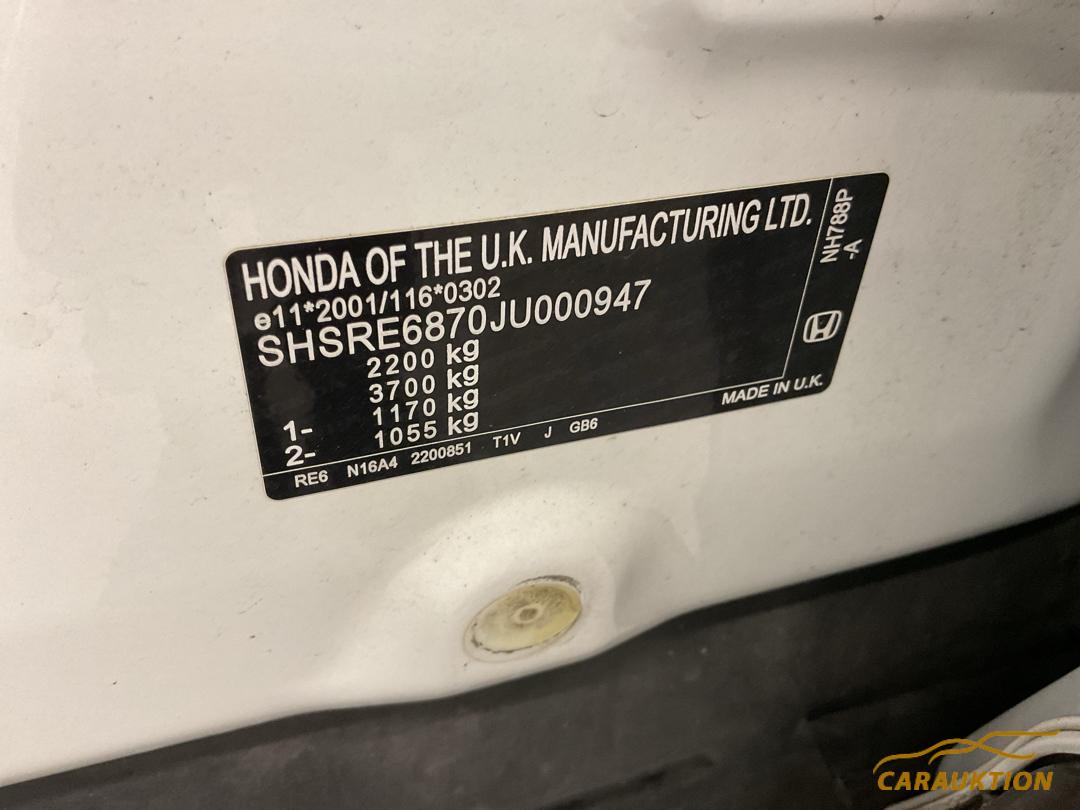 HONDA OF THE U.K. MANUFACTURING LTD.
e11*2001/116*0302
SHSRE6870JU000947
2200 kg
3700 kg
1- 1170 kg
2- 1055 kg
RE6 N16A4 2200851 T1V J GB6
MADE IN U.K.
NH788P
-A
CARAUKTION